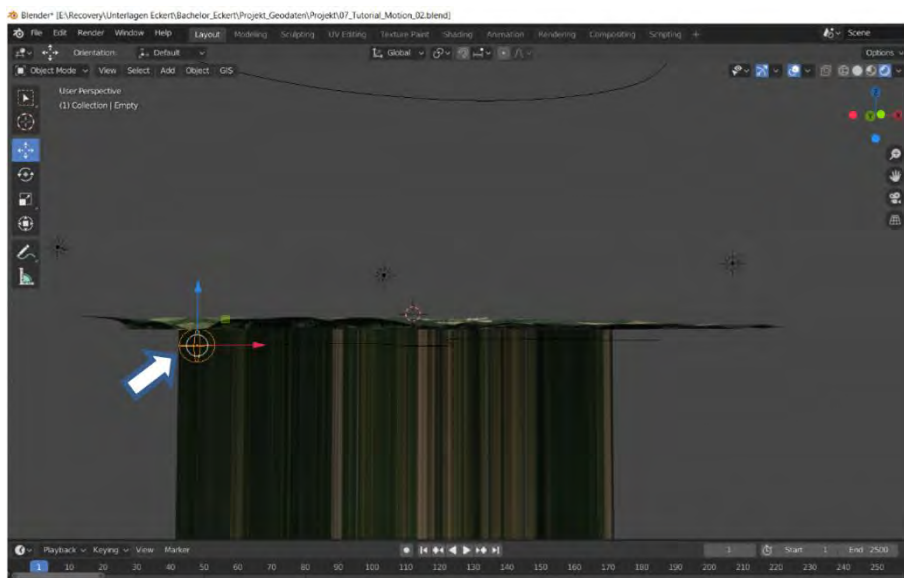 Blender* [E:\Recovery\Unterlagen Eckert\Bachelor_Eckert\Projekt_Geodaten\Projekt\07_Tutorial_Motion_02.blend]
File Edit Render Window Help Layout Modeling Sculpting UV Editing Texture Paint Shading Animation Rendering Compositing Scripting + Scene
Orientation: Default Global Options
Object Mode View Select Add Object GIS
User Perspective
(1) Collection | Empty
Z
Y
Playback Keying View Marker 1 Start 1 End 2500
1 10 20 30 40 50 60 70 80 90 100 110 120 130 140 150 160 170 180 190 200 210 220 230 240 250